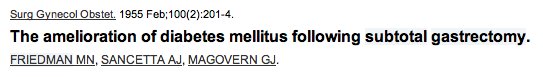 Surg Gynecol Obstet. 1955 Feb;100(2):201-4.
The amelioration of diabetes mellitus following subtotal gastrectomy.
FRIEDMAN MN, SANCETTA AJ, MAGOVERN GJ.